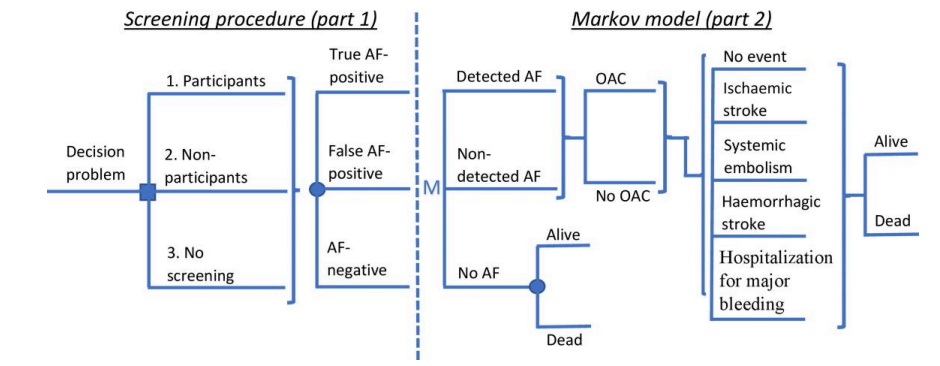 Screening procedure (part 1)
Markov model (part 2)
Decision
problem
1. Participants
2. Non-
participants
3. No
screening
True AF-
positive
False AF-
positive
AF-
negative
M
Detected AF
Non-
detected AF
No AF
OAC
No OAC
Alive
Dead
No event
Ischaemic
stroke
Systemic
embolism
Haemorrhagic
stroke
Hospitalization
for major
bleeding
Alive
Dead